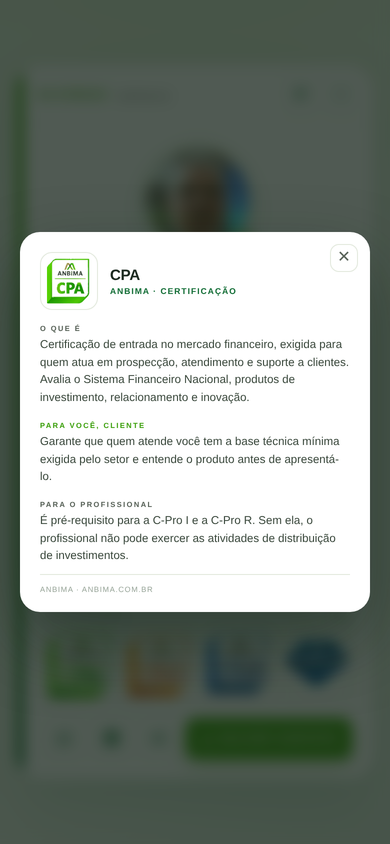 ANBIMA
CPA
CPA
ANBIMA · CERTIFICAÇÃO
O QUE É
Certificação de entrada no mercado financeiro, exigida para
quem atua em prospecção, atendimento e suporte a clientes.
Avalia o Sistema Financeiro Nacional, produtos de
investimento, relacionamento e inovação.
PARA VOCÊ, CLIENTE
Garante que quem atende você tem a base técnica mínima
exigida pelo setor e entende o produto antes de apresentá-
lo.
PARA O PROFISSIONAL
É pré-requisito para a C-Pro I e a C-Pro R. Sem ela, o
profissional não pode exercer as atividades de distribuição
de investimentos.
ANBIMA · ANBIMA.COM.BR